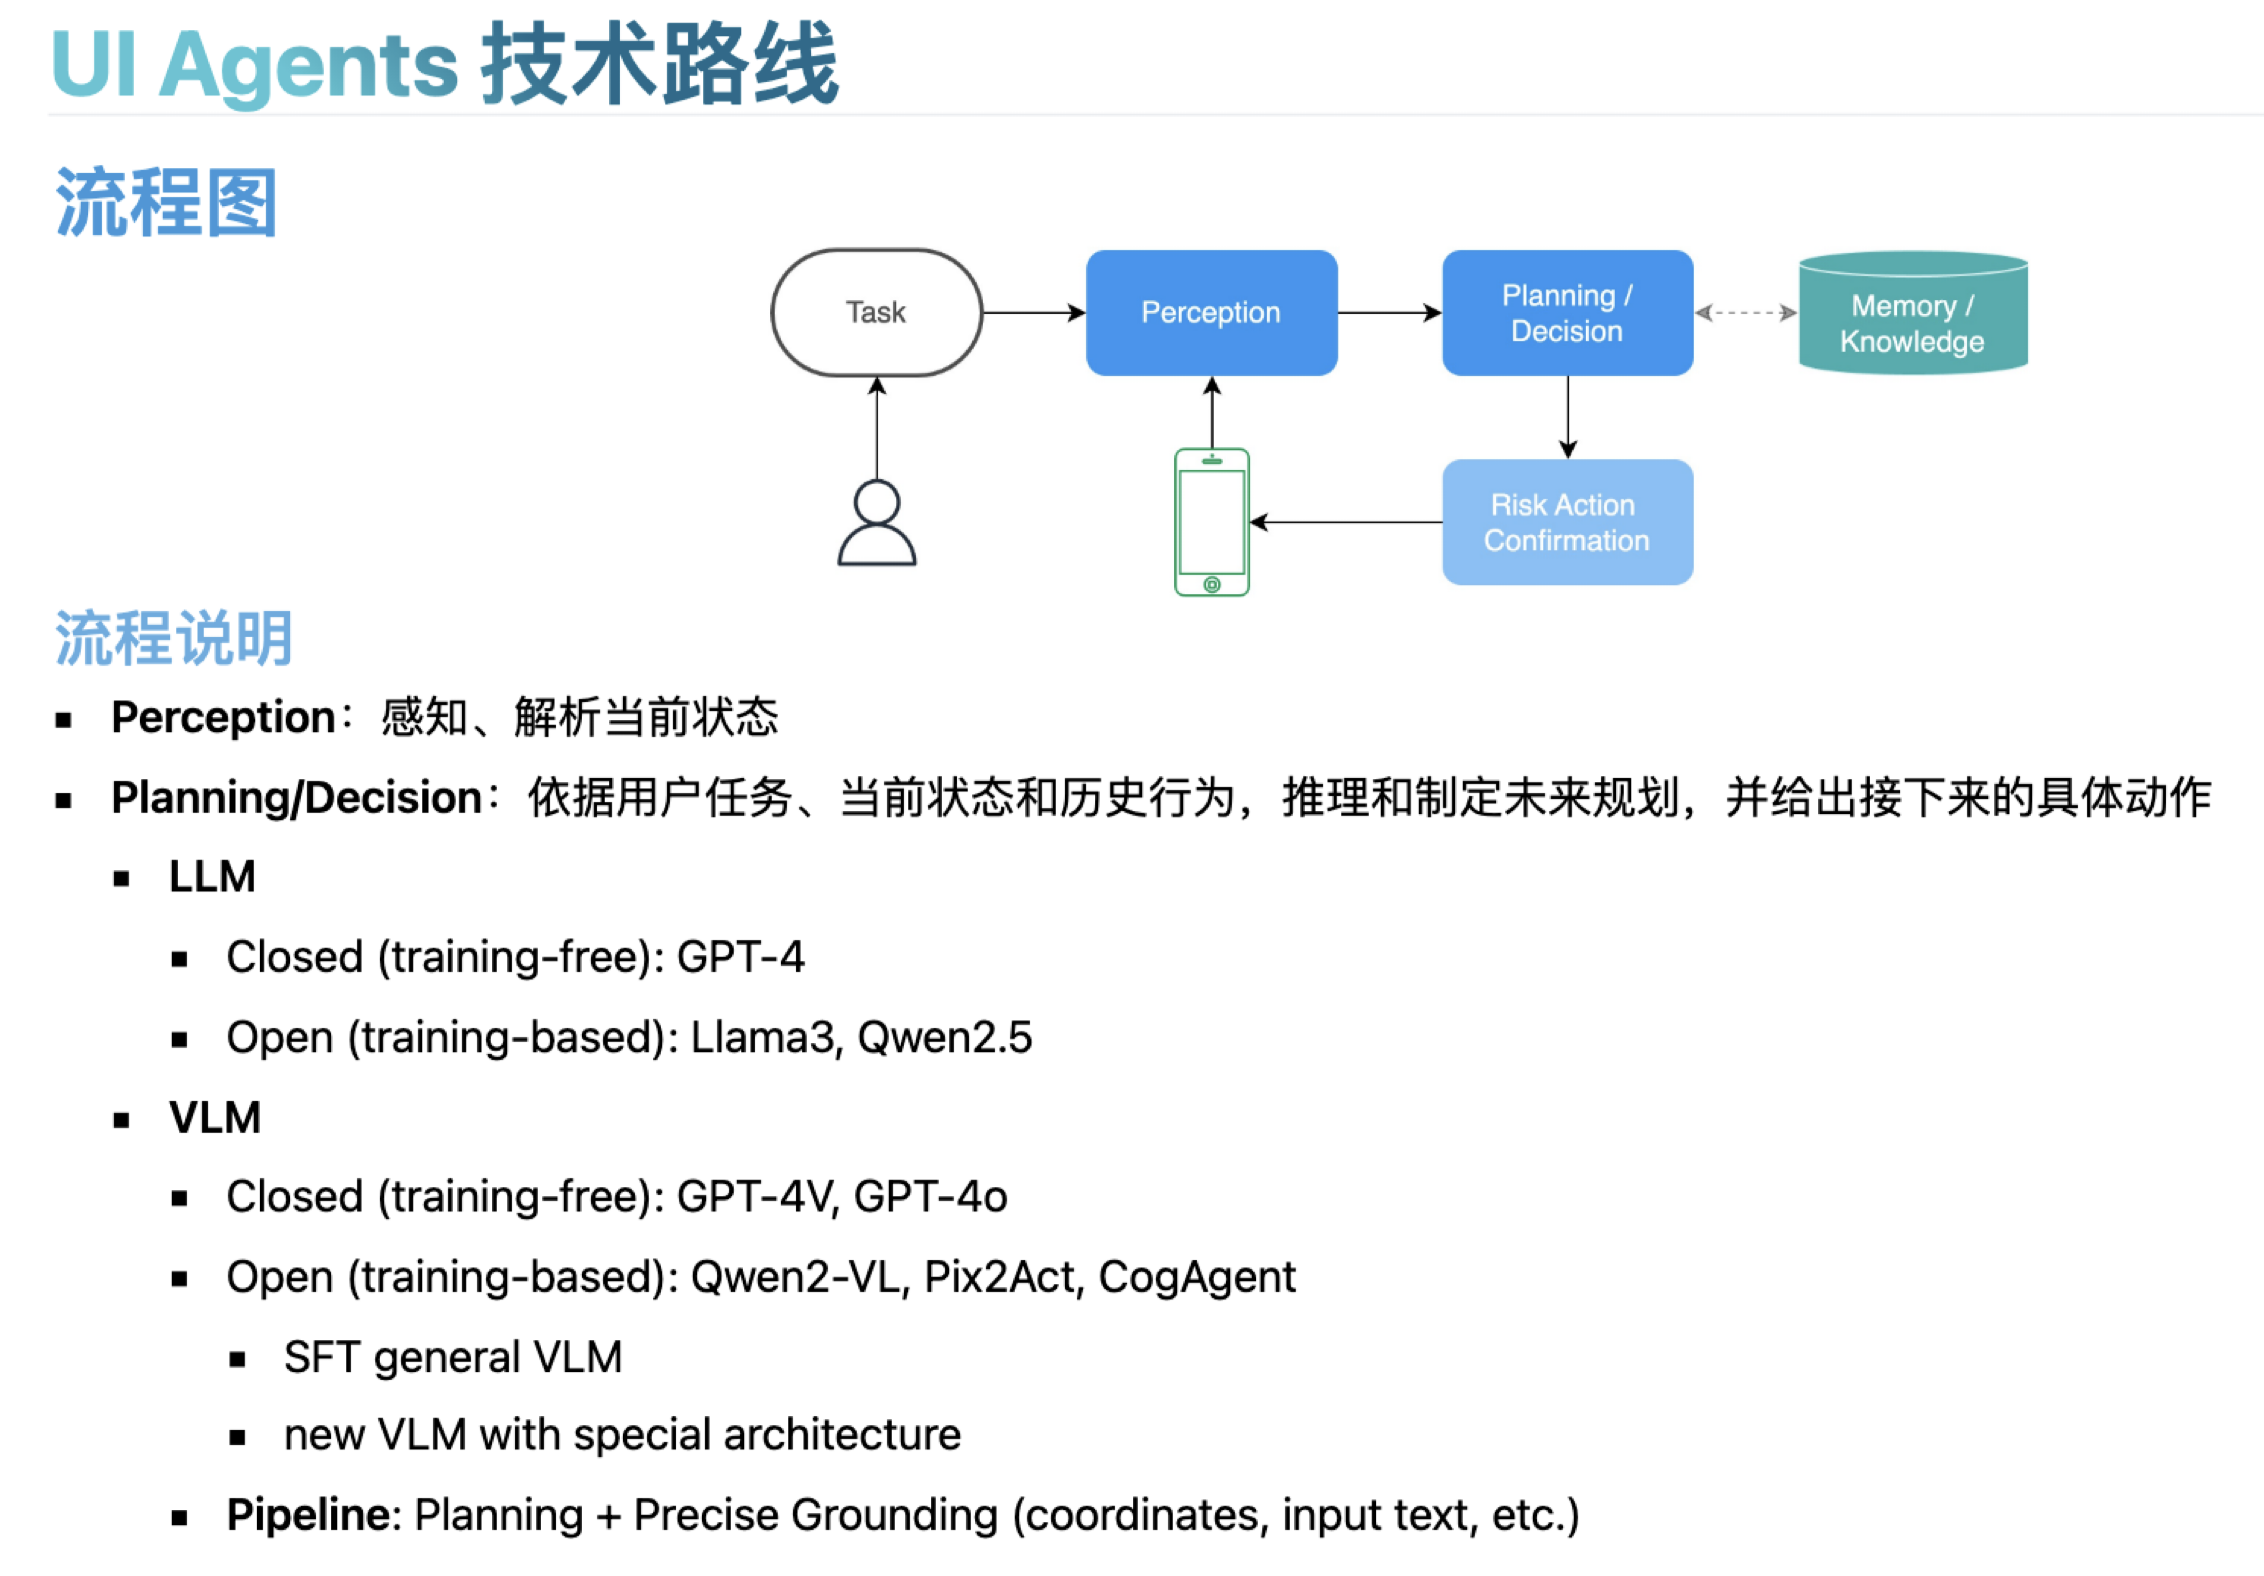 UI Agents 技术路线
流程图
Task
Perception
Planning /
Decision
Memory /
Knowledge
Risk Action
Confirmation
流程说明
▪ Perception：感知、解析当前状态
▪ Planning/Decision：依据用户任务、当前状态和历史行为，推理和制定未来规划，并给出接下来的具体动作
▪ LLM
▪ Closed (training-free): GPT-4
▪ Open (training-based): Llama3, Qwen2.5
▪ VLM
▪ Closed (training-free): GPT-4V, GPT-4o
▪ Open (training-based): Qwen2-VL, Pix2Act, CogAgent
▪ SFT general VLM
▪ new VLM with special architecture
▪ Pipeline: Planning + Precise Grounding (coordinates, input text, etc.)